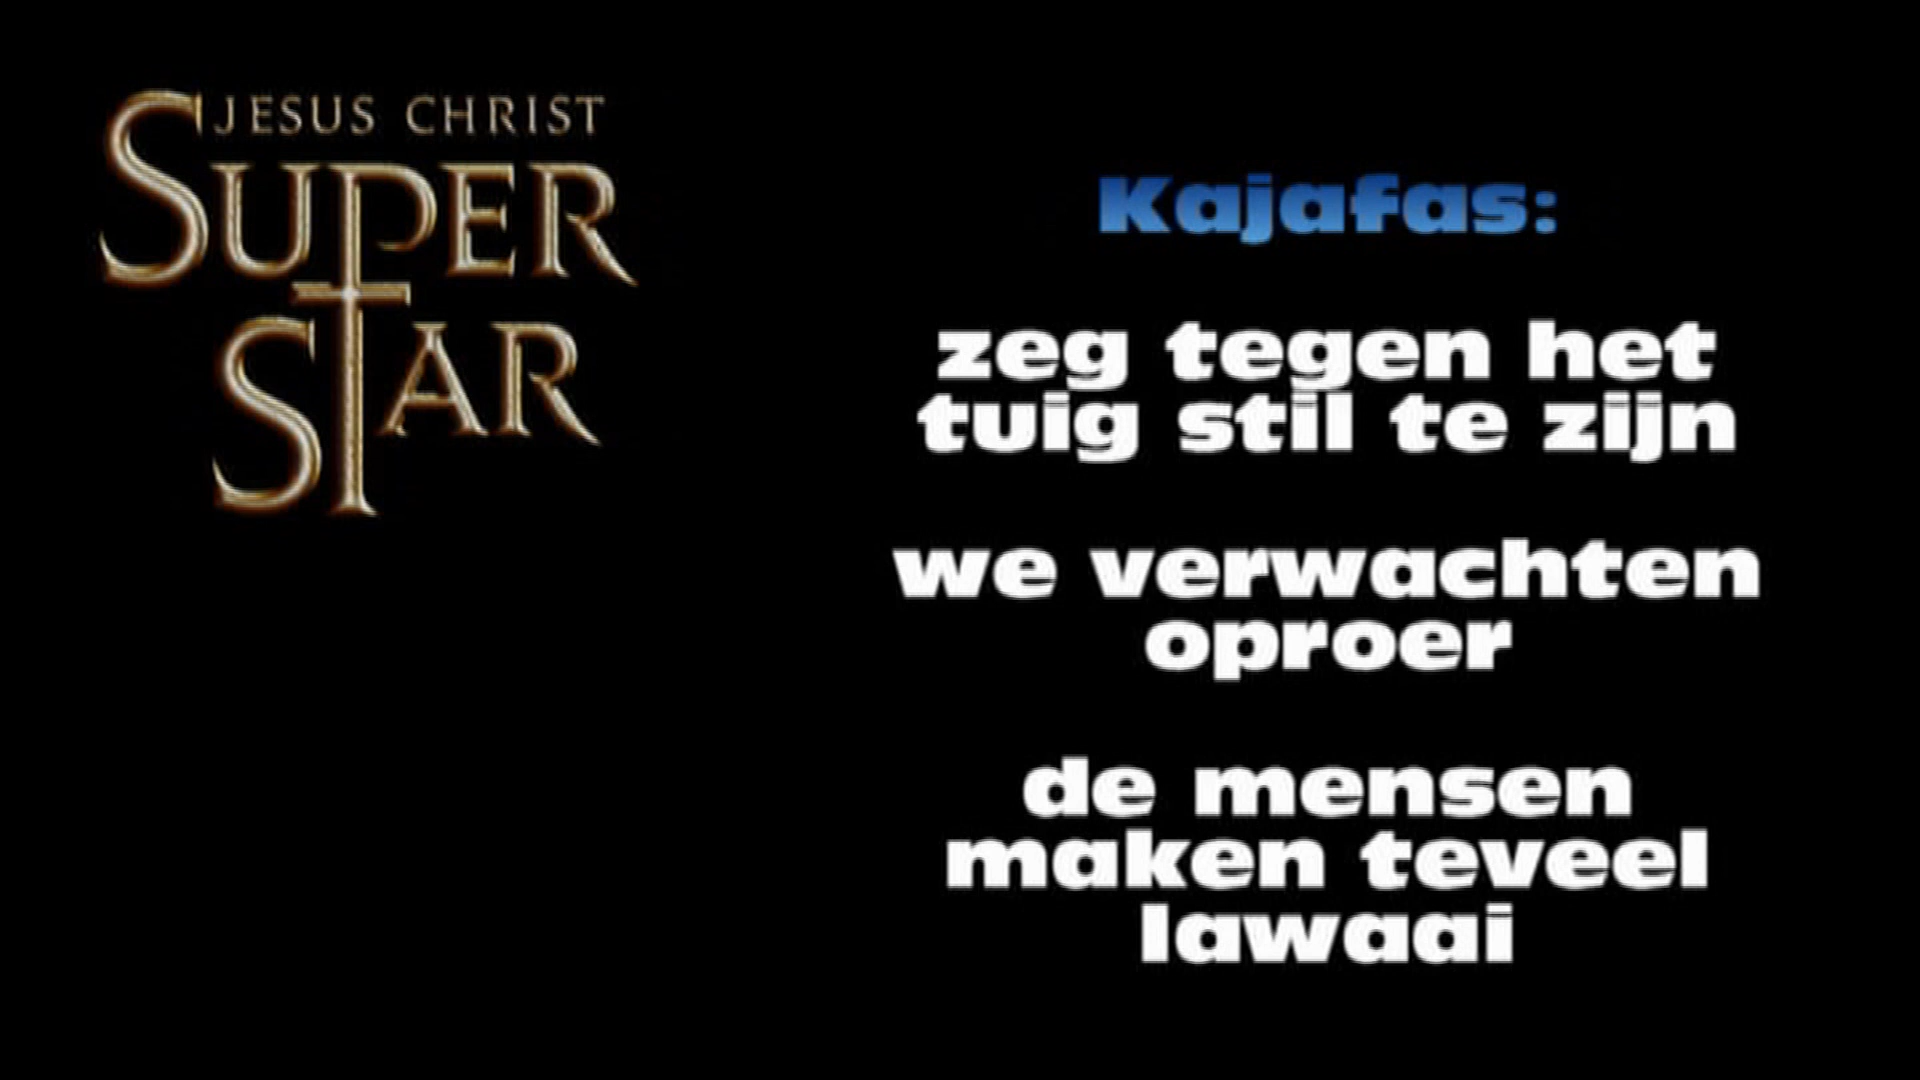 JESUS CHRIST
SUPER
STAR
Kajafas:
zeg tegen het
tuig stil te zijn
we verwachten
oproer
de mensen
maken teveel
lawaai